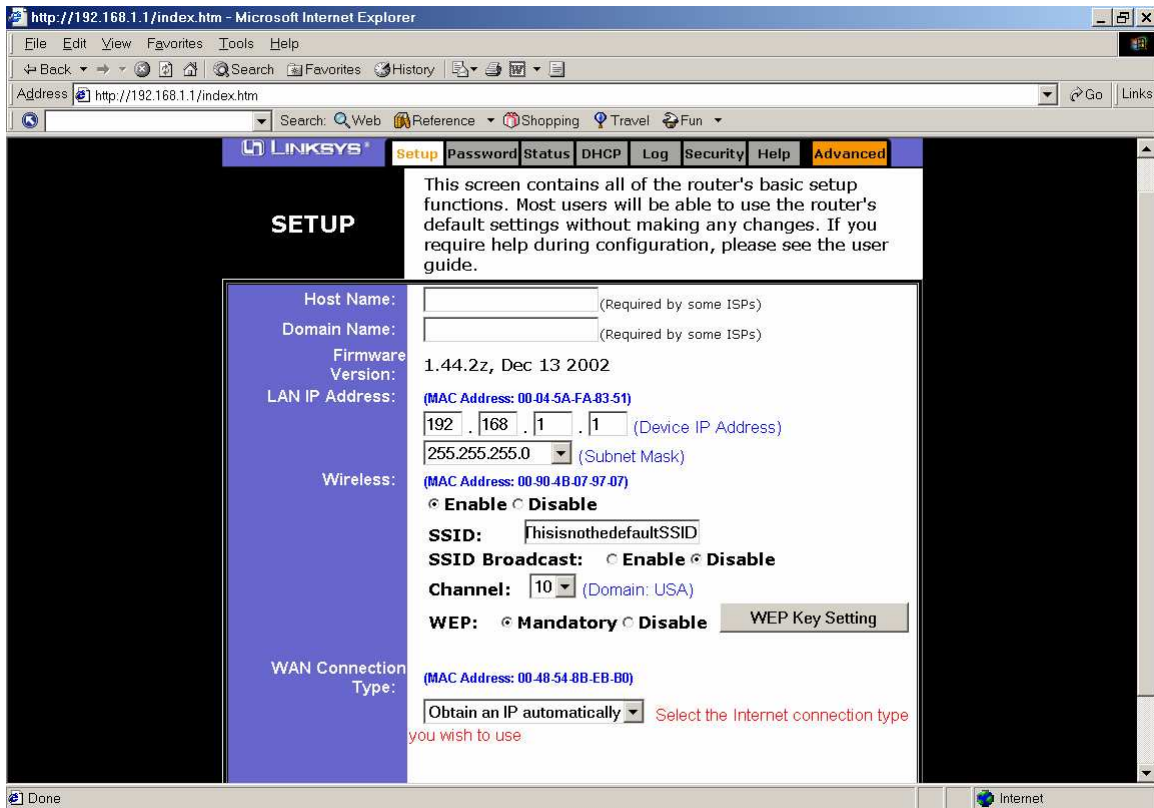 http://192.168.1.1/index.htm - Microsoft Internet Explorer
File Edit View Favorites Tools Help
Back Search Favorites History
Address http://192.168.1.1/index.htm Go Links
Search: Web Reference Shopping Travel Fun
LINKSYS® Setup Password Status DHCP Log Security Help Advanced
SETUP
This screen contains all of the router's basic setup
functions. Most users will be able to use the router's
default settings without making any changes. If you
require help during configuration, please see the user
guide.
Host Name: (Required by some ISPs)
Domain Name: (Required by some ISPs)
Firmware
Version: 1.44.2z, Dec 13 2002
LAN IP Address: (MAC Address: 00-04-5A-FA-83-51)
192 . 168 . 1 . 1 (Device IP Address)
255.255.255.0 (Subnet Mask)
Wireless: (MAC Address: 00-90-4B-07-97-07)
Enable Disable
SSID: ThisisnothedefaultSSID
SSID Broadcast: Enable Disable
Channel: 10 (Domain: USA)
WEP: Mandatory Disable WEP Key Setting
WAN Connection
Type: (MAC Address: 00-48-54-8B-EB-B0)
Obtain an IP automatically Select the Internet connection type
you wish to use
Done Internet